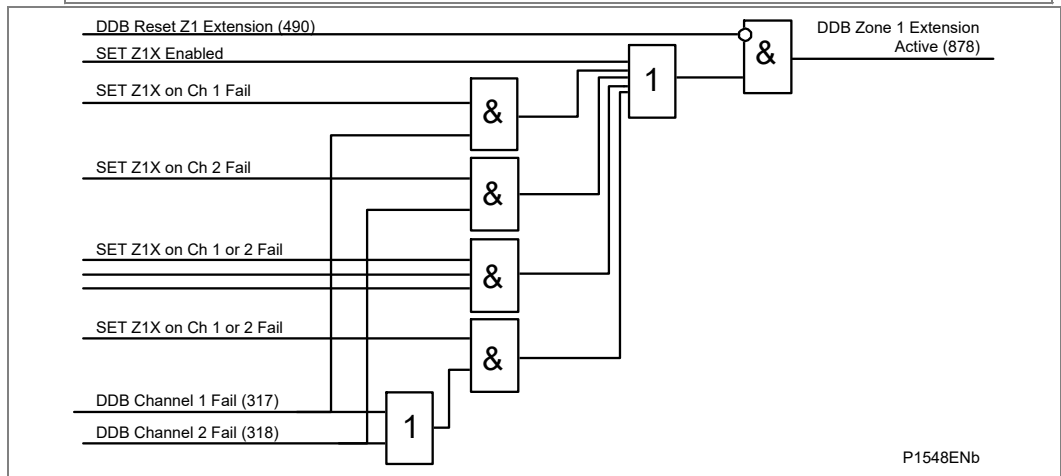 DDB Reset Z1 Extension (490)
SET Z1X Enabled
SET Z1X on Ch 1 Fail
SET Z1X on Ch 2 Fail
SET Z1X on Ch 1 or 2 Fail
SET Z1X on Ch 1 or 2 Fail
DDB Channel 1 Fail (317)
DDB Channel 2 Fail (318)
&
&
&
&
1
1
&
DDB Zone 1 Extension
Active (878)
P1548ENb